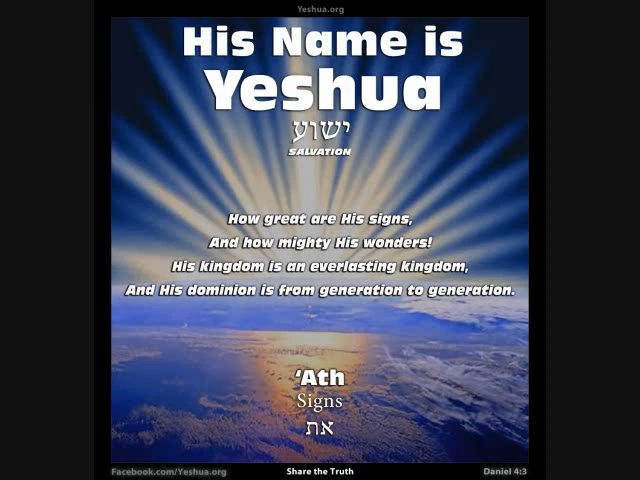 Yeshua.org
His Name is
Yeshua
ישוע
SALVATION
How great are His signs,
And how mighty His wonders!
His kingdom is an everlasting kingdom,
And His dominion is from generation to generation.
‘Ath
Signs
את
Facebook.com/Yeshua.org Share the Truth Daniel 4:3